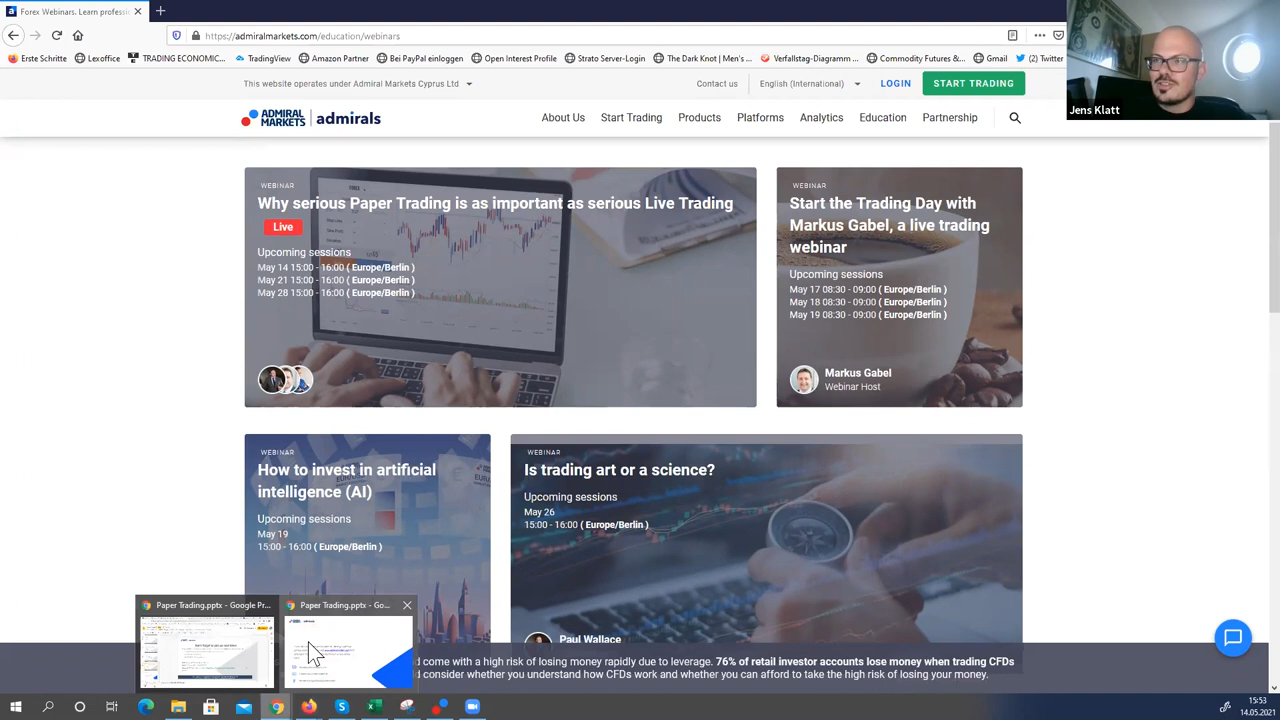 Forex Webinars. Learn professi
https://admiralmarkets.com/education/webinars
Erste Schritte
Lexoffice
TRADING ECONOMIC...
TradingView
Amazon Partner
Bei PayPal einloggen
Open Interest Profile
Strato Server-Login
The Dark Knot | Men's ...
Verfallstag-Diagramm ...
Commodity Futures &...
Gmail
(2) Twitter
Jens Klatt
This website operates under Admiral Markets Cyprus Ltd
Contact us
English (International)
LOGIN
START TRADING
ADMIRAL MARKETS | admirals
About Us
Start Trading
Products
Platforms
Analytics
Education
Partnership
WEBINAR
Why serious Paper Trading is as important as serious Live Trading
Live
Upcoming sessions
May 14 15:00 - 16:00 ( Europe/Berlin )
May 21 15:00 - 16:00 ( Europe/Berlin )
May 28 15:00 - 16:00 ( Europe/Berlin )
WEBINAR
Start the Trading Day with
Markus Gabel, a live trading
webinar
Upcoming sessions
May 17 08:30 - 09:00 ( Europe/Berlin )
May 18 08:30 - 09:00 ( Europe/Berlin )
May 19 08:30 - 09:00 ( Europe/Berlin )
Markus Gabel
Webinar Host
WEBINAR
How to invest in artificial
intelligence (AI)
Upcoming sessions
May 19
15:00 - 16:00 ( Europe/Berlin )
WEBINAR
Is trading art or a science?
Upcoming sessions
May 26
15:00 - 16:00 ( Europe/Berlin )
Paul Wallace
Paper Trading.pptx - Google Pr...
Paper Trading.pptx - Go...
d come with a high risk of losing money rapidly due to leverage. 76% of retail investor accounts lose money when trading CFDs
consider whether you understand how CFDs work and whether you can afford to take the high risk of losing your money.
15:53
14.05.2021